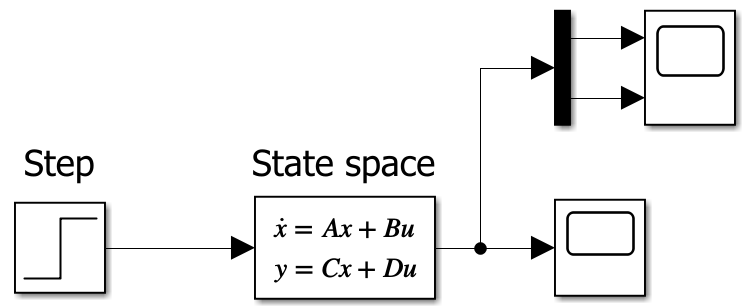 Step
State space
ẋ = Ax + Bu
y = Cx + Du